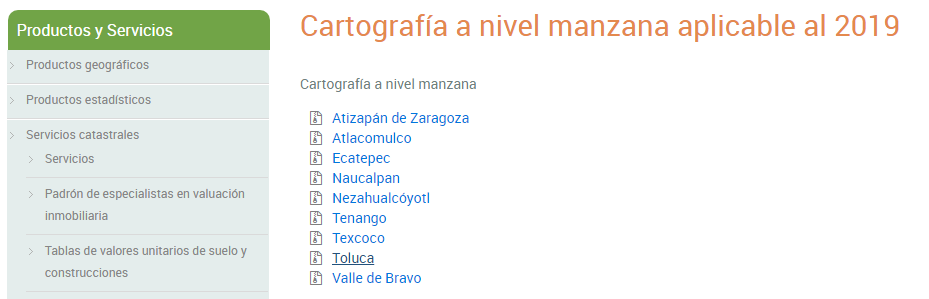 Productos y Servicios
Productos geográficos
Productos estadísticos
Servicios catastrales
Servicios
Padrón de especialistas en valuación
inmobiliaria
Tablas de valores unitarios de suelo y
construcciones
Cartografía a nivel manzana aplicable al 2019
Cartografía a nivel manzana
Atizapán de Zaragoza
Atlacomulco
Ecatepec
Naucalpan
Nezahualcóyotl
Tenango
Texcoco
Toluca
Valle de Bravo